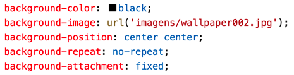 background-color: black;
background-image: url('imagens/wallpaper002.jpg');
background-position: center center;
background-repeat: no-repeat;
background-attachment: fixed;